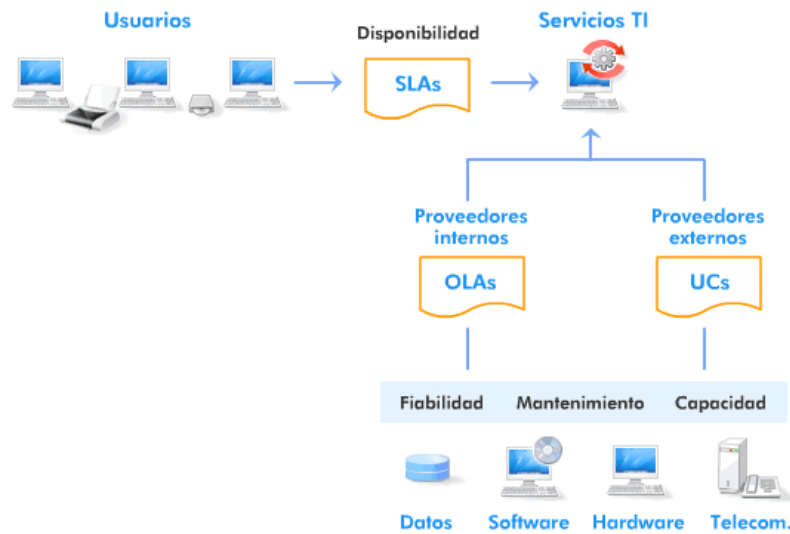 Usuarios
Disponibilidad
Servicios TI
SLAs
Proveedores
internos
Proveedores
externos
OLAs
UCs
Fiabilidad Mantenimiento Capacidad
Datos Software Hardware Telecom.